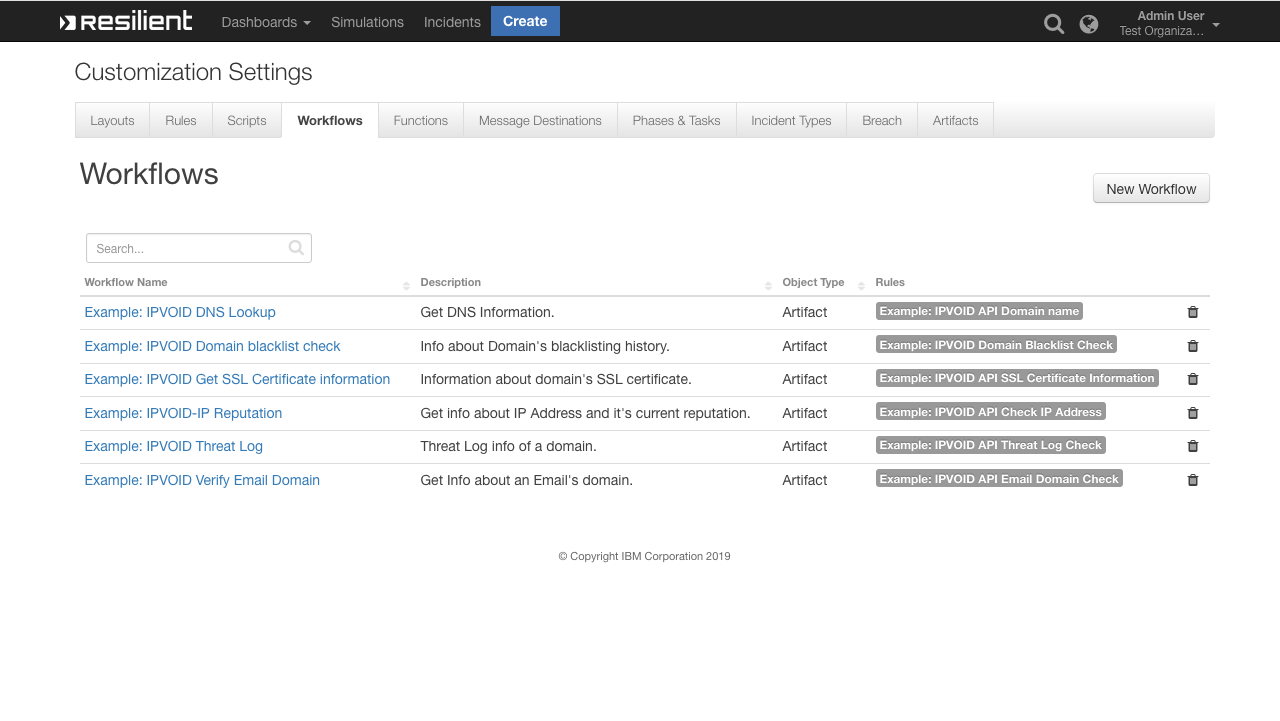 resilient Dashboards Simulations Incidents Create Admin User
Test Organiza...
Customization Settings
Layouts Rules Scripts Workflows Functions Message Destinations Phases & Tasks Incident Types Breach Artifacts
Workflows
New Workflow
Search...
Workflow Name Description Object Type Rules
Example: IPVOID DNS Lookup Get DNS Information. Artifact Example: IPVOID API Domain name
Example: IPVOID Domain blacklist check Info about Domain's blacklisting history. Artifact Example: IPVOID Domain Blacklist Check
Example: IPVOID Get SSL Certificate information Information about domain's SSL certificate. Artifact Example: IPVOID API SSL Certificate Information
Example: IPVOID-IP Reputation Get info about IP Address and it's current reputation. Artifact Example: IPVOID API Check IP Address
Example: IPVOID Threat Log Threat Log info of a domain. Artifact Example: IPVOID API Threat Log Check
Example: IPVOID Verify Email Domain Get Info about an Email's domain. Artifact Example: IPVOID API Email Domain Check
© Copyright IBM Corporation 2019